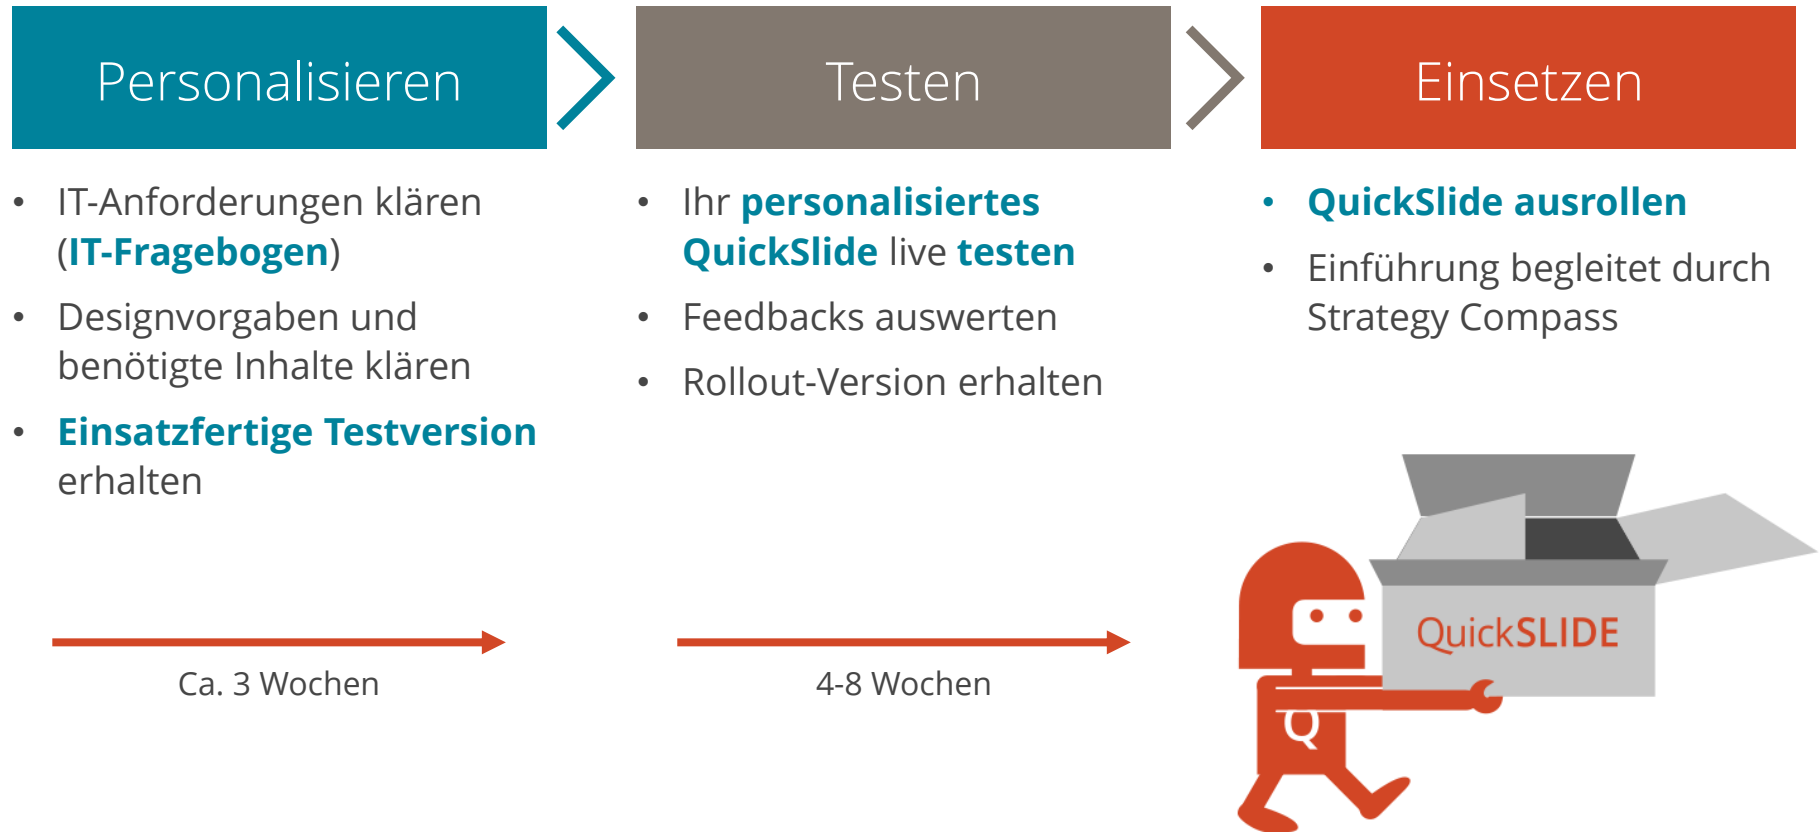 Personalisieren
• IT-Anforderungen klären
(IT-Fragebogen)
• Designvorgaben und
benötigte Inhalte klären
• Einsatzfertige Testversion
erhalten
Ca. 3 Wochen
Testen
• Ihr personalisiertes
QuickSlide live testen
• Feedbacks auswerten
• Rollout-Version erhalten
4-8 Wochen
Einsetzen
• QuickSlide ausrollen
• Einführung begleitet durch
Strategy Compass
QuickSLIDE
Q